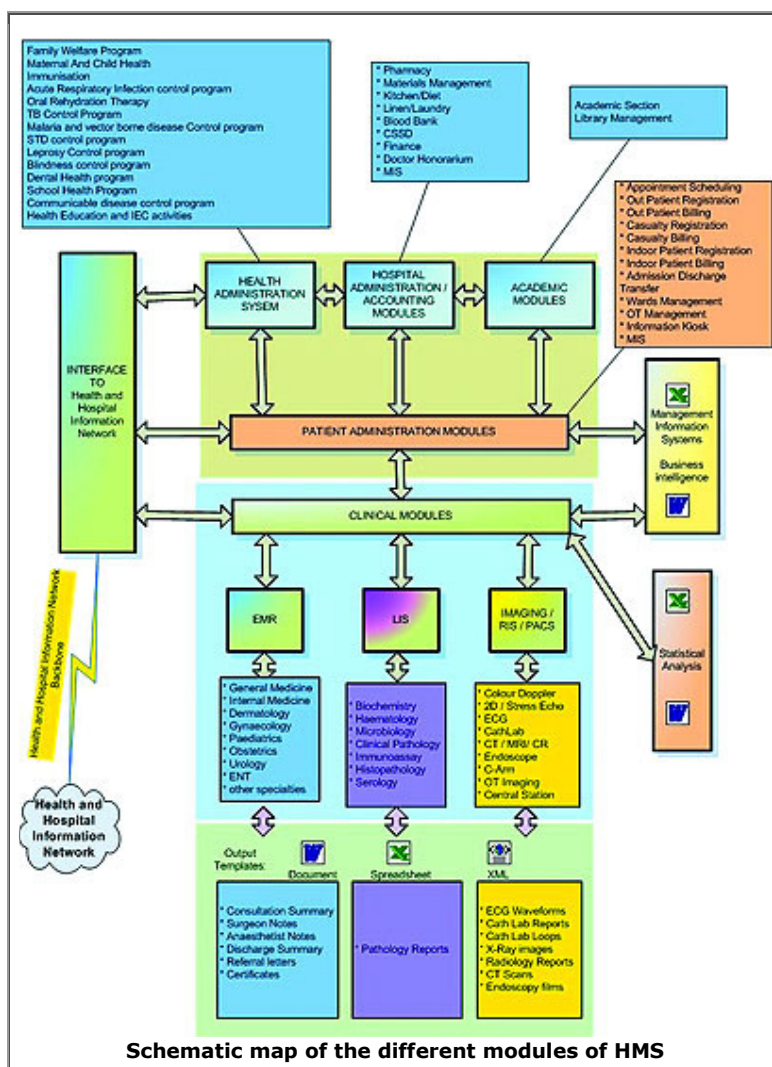 Family Welfare Program
Maternal And Child Health
Immunisation
Acute Respiratory Infection control program
Oral Rehydration Therapy
TB Control Program
Malaria and vector borne disease Control program
STD control program
Leprosy Control program
Blindness control program
Dental Health program
School Health Program
Communicable disease control program
Health Education and IEC activities
* Pharmacy
* Materials Management
* Kitchen/Diet
* Linen/Laundry
* Blood Bank
* CSSD
* Finance
* Doctor Honorarium
* MIS
Academic Section
Library Management
* Appointment Scheduling
* Out Patient Registration
* Out Patient Billing
* Casualty Registration
* Casualty Billing
* Indoor Patient Registration
* Indoor Patient Billing
* Admission Discharge
Transfer
* Wards Management
* OT Management
* Information Kiosk
* MIS
HEALTH
ADMINISTRATION
SYSEM
HOSPITAL
ADMINISTRATION /
ACCOUNTING
MODULES
ACADEMIC
MODULES
INTERFACE
TO
Health and
Hospital
Information
Network
PATIENT ADMINISTRATION MODULES
Management
Information
Systems
Business
intelligence
W
CLINICAL MODULES
EMR
LIS
IMAGING /
RIS / PACS
Statistical
Analysis
W
Health and Hospital Information Network
Backbone
Health and
Hospital
Information
Network
* General Medicine
* Internal Medicine
* Dermatology
* Gynaecology
* Paediatrics
* Obstetrics
* Urology
* ENT
* other specialties
* Biochemistry
* Haematology
* Microbiology
* Clinical Pathology
* Immunoassay
* Histopathology
* Serology
* Colour Doppler
* 2D / Stress Echo
* ECG
* CathLab
* CT / MRI/ CR
* Endoscope
* C-Arm
* OT Imaging
* Central Station
Output
Templates:
W
Document
Spreadsheet
XML
* Consultation Summary
* Surgeon Notes
* Anaesthetist Notes
* Discharge Summary
* Referral letters
* Certificates
* Pathology Reports
* ECG Waveforms
* Cath Lab Reports
* Cath Lab Loops
* X-Ray images
* Radiology Reports
* CT Scans
* Endoscopy films
Schematic map of the different modules of HMS